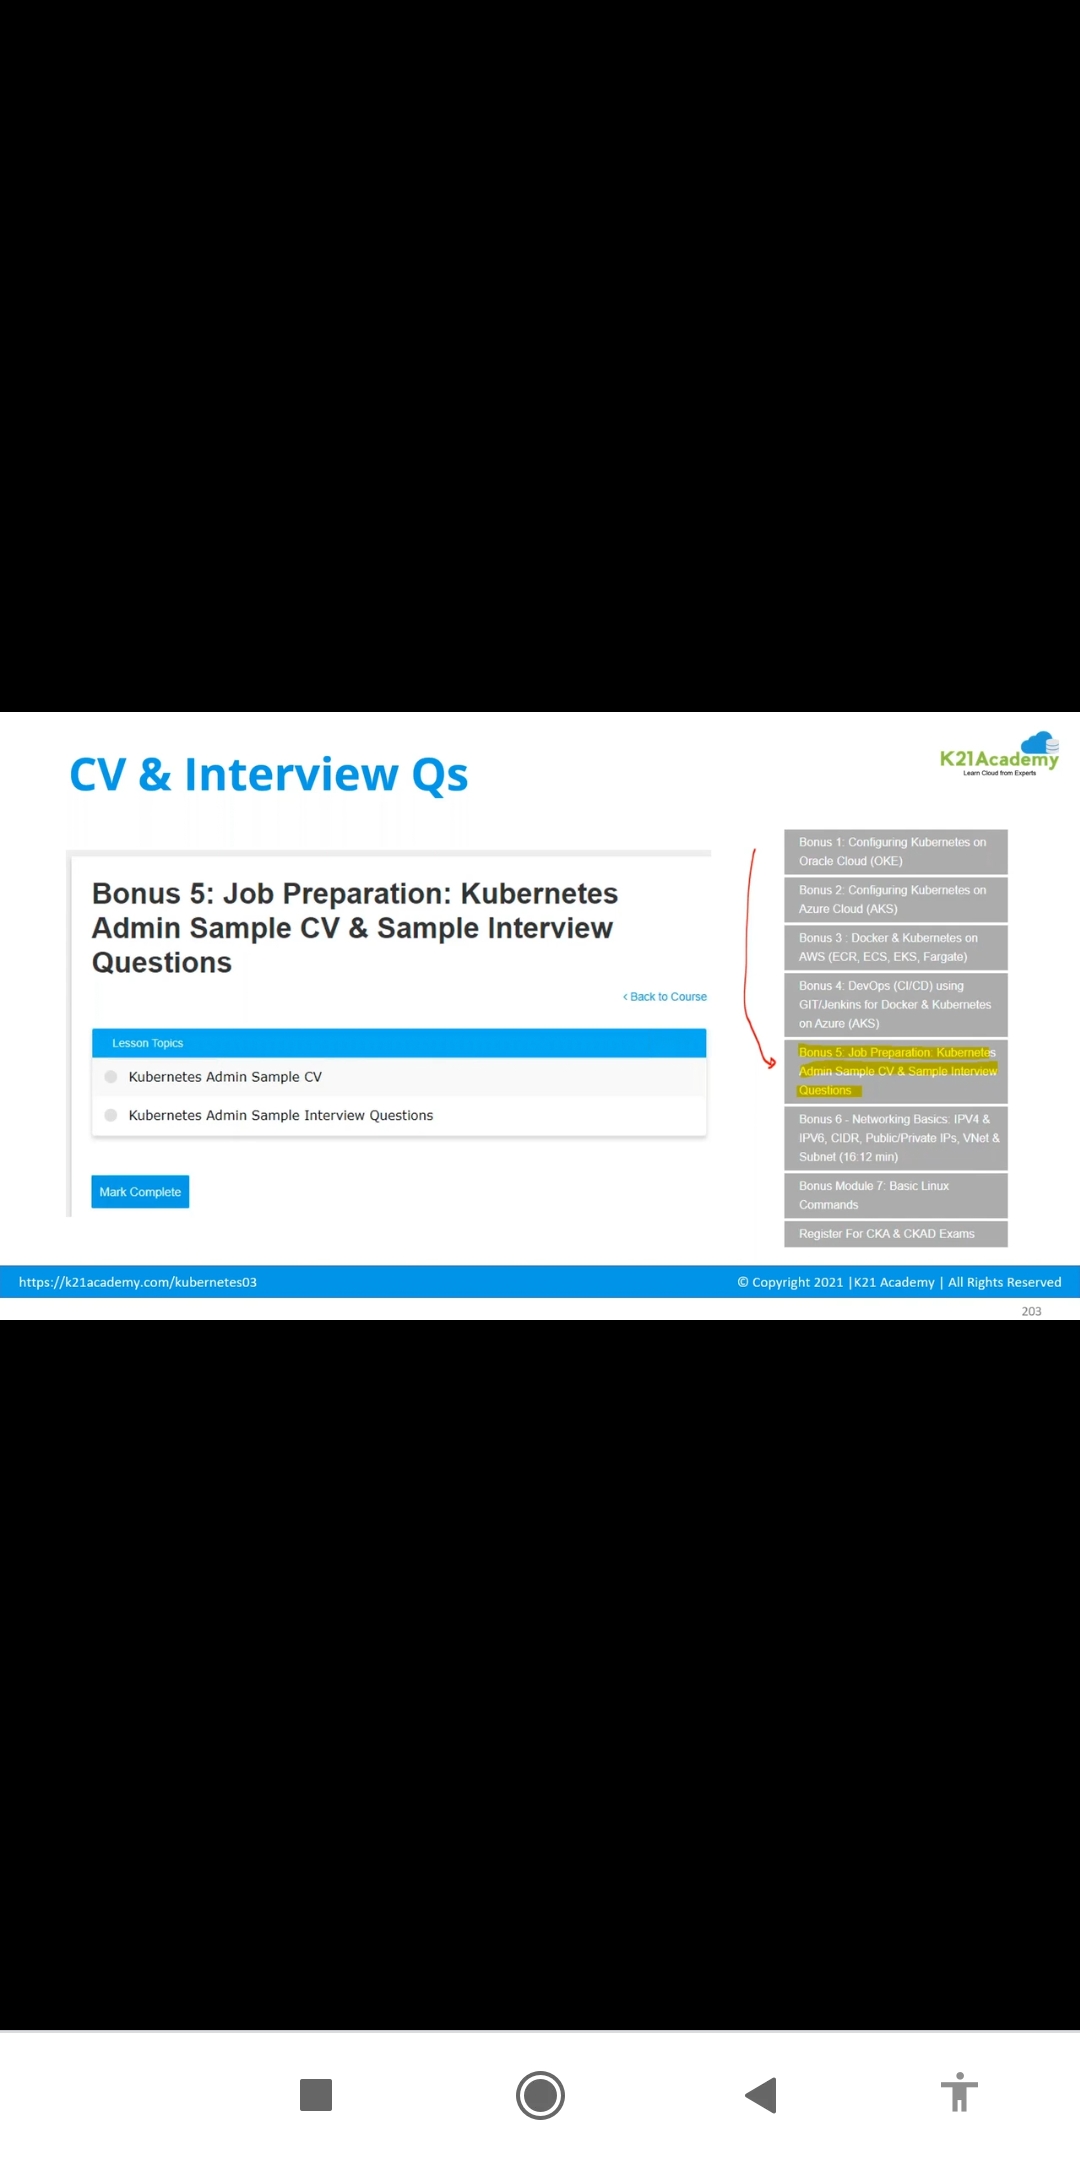 CV & Interview Qs
K21Academy
Learn Cloud from Experts
Bonus 5: Job Preparation: Kubernetes
Admin Sample CV & Sample Interview
Questions
‹ Back to Course
Lesson Topics
Kubernetes Admin Sample CV
Kubernetes Admin Sample Interview Questions
Mark Complete
Bonus 1: Configuring Kubernetes on
Oracle Cloud (OKE)
Bonus 2: Configuring Kubernetes on
Azure Cloud (AKS)
Bonus 3 : Docker & Kubernetes on
AWS (ECR, ECS, EKS, Fargate)
Bonus 4: DevOps (CI/CD) using
GIT/Jenkins for Docker & Kubernetes
on Azure (AKS)
Bonus 5: Job Preparation: Kubernetes
Admin Sample CV & Sample Interview
Questions
Bonus 6 - Networking Basics: IPV4 &
IPV6, CIDR, Public/Private IPs, VNet &
Subnet (16:12 min)
Bonus Module 7: Basic Linux
Commands
Register For CKA & CKAD Exams
https://k21academy.com/kubernetes03
© Copyright 2021 |K21 Academy | All Rights Reserved
203